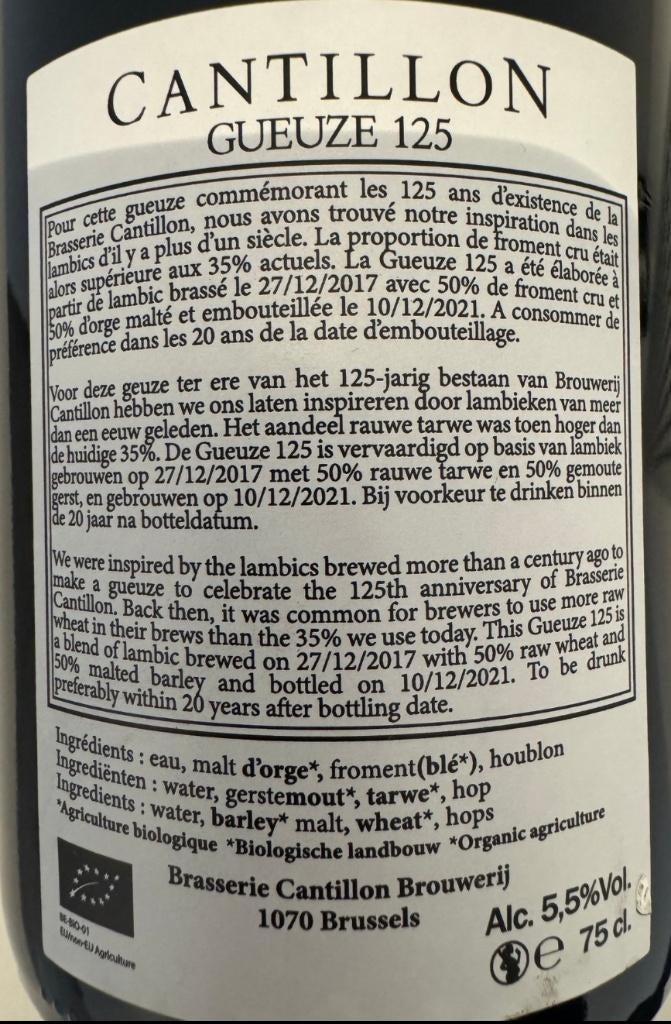 CANTILLON
GUEUZE 125
Pour cette gueuze commémorant les 125 ans d'existence de la
Brasserie Cantillon, nous avons trouvé notre inspiration dans les
lambics d'il y a plus d'un siècle. La proportion de froment cru était
alors supérieure aux 35% actuels. La Gueuze 125 a été élaborée à
partir de lambic brassé le 27/12/2017 avec 50% de froment cru et
50% d'orge malté et embouteillée le 10/12/2021. A consommer de
préférence dans les 20 ans de la date d'embouteillage.
Voor deze geuze ter ere van het 125-jarig bestaan van Brouwerij
Cantillon hebben we ons laten inspireren door lambieken van meer
dan een eeuw geleden. Het aandeel rauwe tarwe was toen hoger dan
de huidige 35%. De Gueuze 125 is vervaardigd op basis van lambiek
gebrouwen op 27/12/2017 met 50% rauwe tarwe en 50% gemoute
gerst, en gebrouwen op 10/12/2021. Bij voorkeur te drinken binnen
de 20 jaar na botteldatum.
We were inspired by the lambics brewed more than a century ago to
make a gueuze to celebrate the 125th anniversary of Brasserie
Cantillon. Back then, it was common for brewers to use more raw
wheat in their brews than the 35% we use today. This Gueuze 125 is
a blend of lambic brewed on 27/12/2017 with 50% raw wheat and
50% malted barley and bottled on 10/12/2021. To be drunk
preferably within 20 years after bottling date.
Ingrédients : eau, malt d'orge*, froment(blé*), houblon
Ingrediënten : water, gerstemout*, tarwe*, hop
Ingredients : water, barley* malt, wheat*, hops
*Agriculture biologique *Biologische landbouw *Organic agriculture
Brasserie Cantillon Brouwerij
1070 Brussels
BE-BIO-01
EU/non-EU Agriculture
Alc. 5,5%Vol.
e 75 cl.